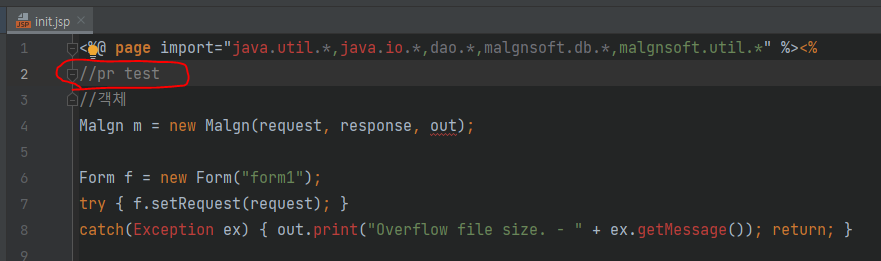 init.jsp
JSP
1 <%@ page import="java.util.*,java.io.*,dao.*,malgnsoft.db.*,malgnsoft.util.*" %><%
2 //pr test
3 //객체
4 Malgn m = new Malgn(request, response, out);
5
6 Form f = new Form("form1");
7 try { f.setRequest(request); }
8 catch(Exception ex) { out.print("Overflow file size. - " + ex.getMessage()); return; }
9